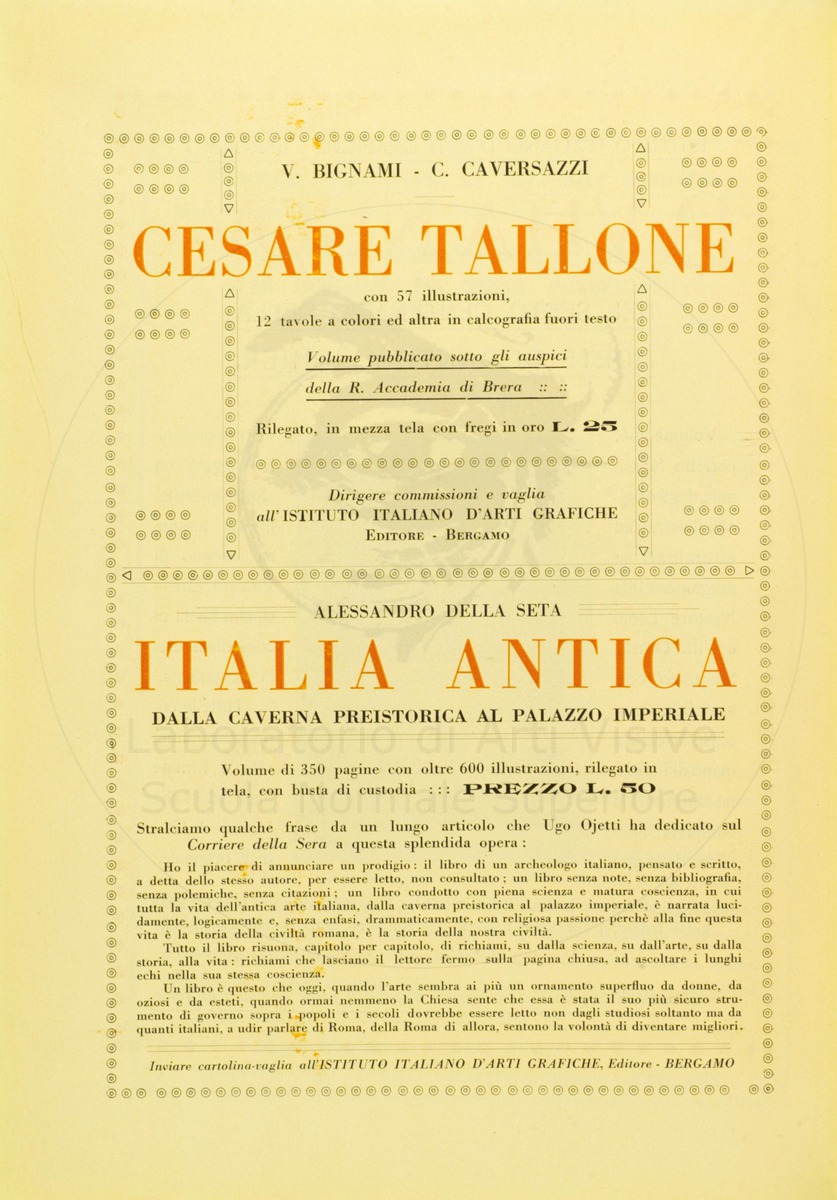 V. BIGNAMI - C. CAVERSAZZI
CESARE TALLONE
con 57 illustrazioni,
12 tavole a colori ed altra in calcografia fuori testo
Volume pubblicato sotto gli auspici
della R. Accademia di Brera :: ::
Rilegato, in mezza tela con fregi in oro L. 25
Dirigere commissioni e vaglia
all'ISTITUTO ITALIANO D'ARTI GRAFICHE
EDITORE - BERGAMO
ALESSANDRO DELLA SETA
ITALIA ANTICA
DALLA CAVERNA PREISTORICA AL PALAZZO IMPERIALE
Laboratorio di Arti Visive
Volume di 350 pagine con oltre 600 illustrazioni, rilegato in
tela, con busta di custodia : : : PREZZO L. 50
Stralciamo qualche frase da un lungo articolo che Ugo Ojetti ha dedicato sul
Corriere della Sera a questa splendida opera :
Ho il piacere di annunciare un prodigio : il libro di un archeologo italiano, pensato e scritto,
a detta dello stesso autore, per essere letto, non consultato ; un libro senza note, senza bibliografia,
senza polemiche, senza citazioni ; un libro condotto con piena scienza e matura coscienza, in cui
tutta la vita dell'antica arte italiana, dalla caverna preistorica al palazzo imperiale, è narrata luci-
damente, logicamente e, senza enfasi, drammaticamente, con religiosa passione perchè alla fine questa
vita è la storia della civiltà romana, è la storia della nostra civiltà.
Tutto il libro risuona, capitolo per capitolo, di richiami, su dalla scienza, su dall'arte, su dalla
storia, alla vita : richiami che lasciano il lettore fermo sulla pagina chiusa, ad ascoltare i lunghi
echi nella sua stessa coscienza.
Un libro è questo che oggi, quando l'arte sembra ai più un ornamento superfluo da donne, da
oziosi e da esteti, quando ormai nemmeno la Chiesa sente che essa è stata il suo più sicuro stru-
mento di governo sopra i popoli e i secoli dovrebbe essere letto non dagli studiosi soltanto ma da
quanti italiani, a udir parlare di Roma, della Roma di allora, sentono la volontà di diventare migliori.
Inviare cartolina-vaglia all'ISTITUTO ITALIANO D'ARTI GRAFICHE, Editore - BERGAMO